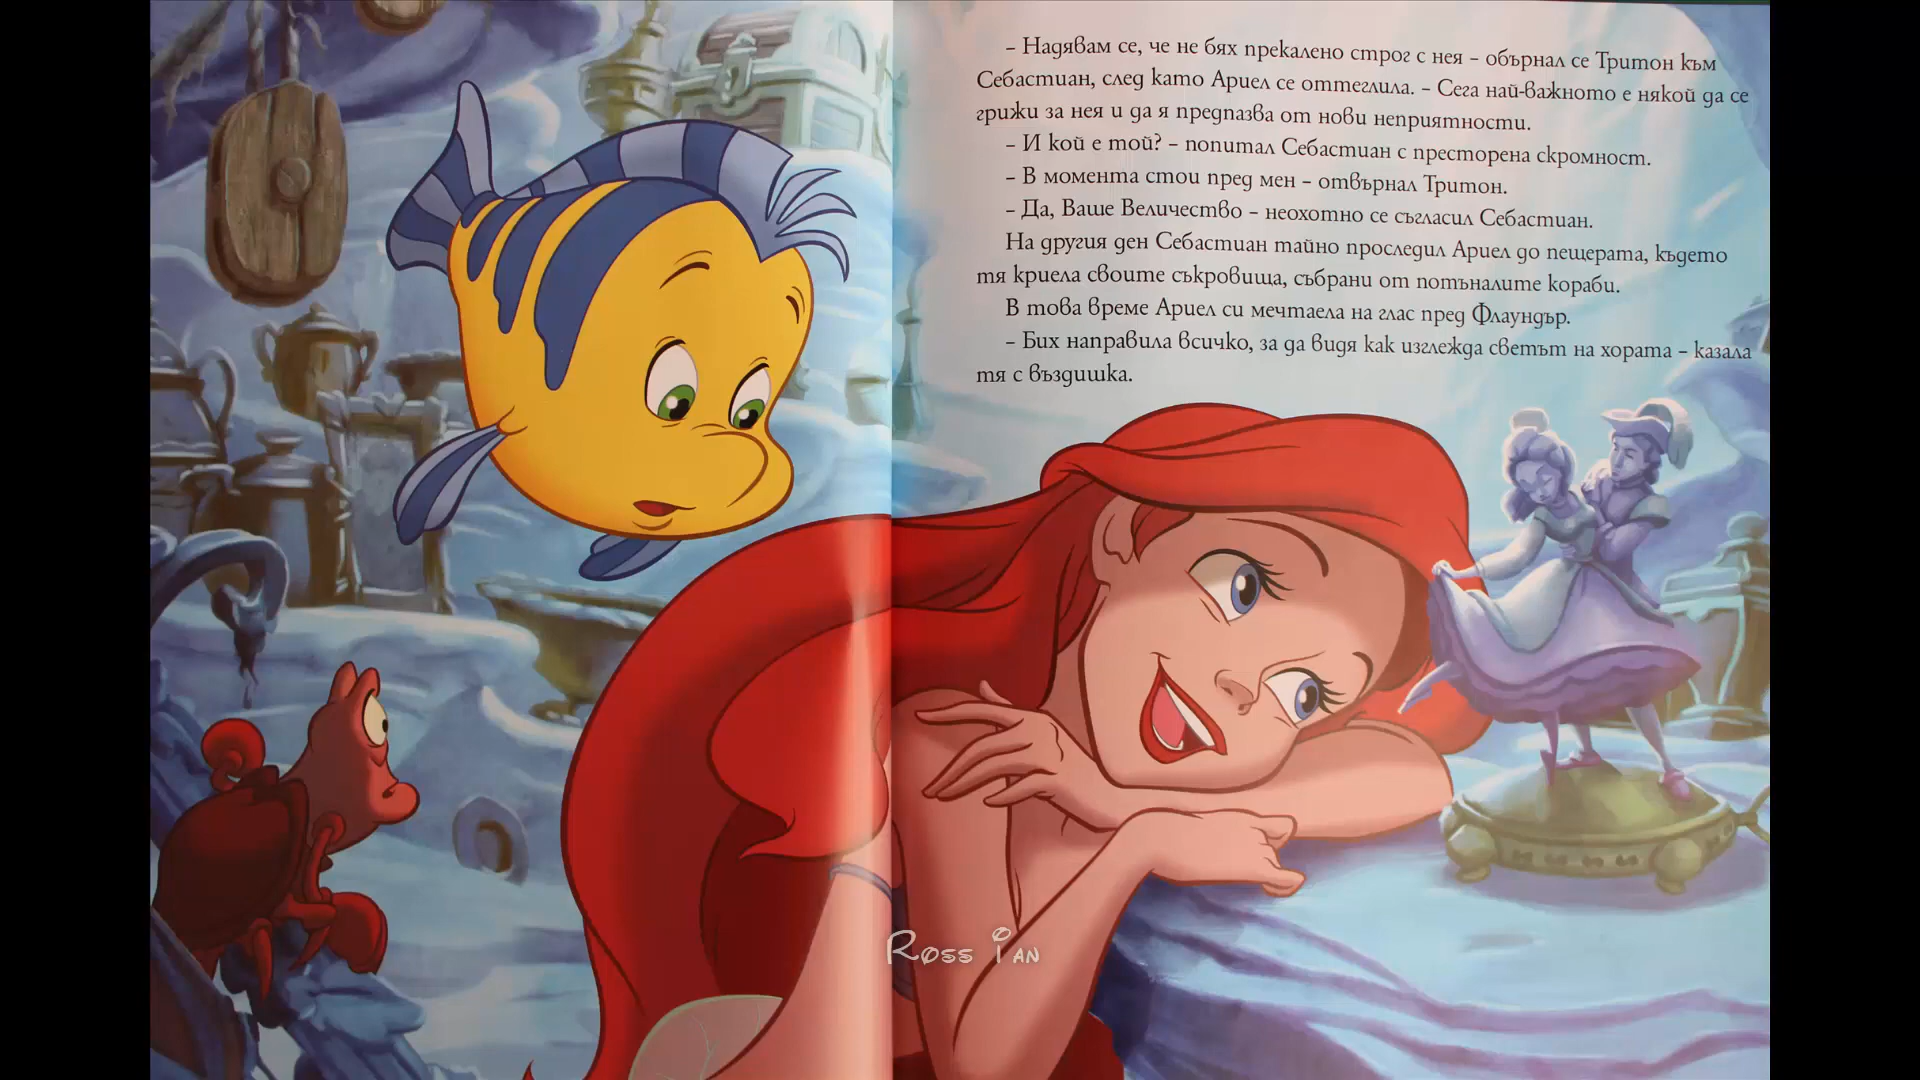 – Надявам се, че не бях прекалено строг с нея – обърнал се Тритон към
Себастиан, след като Ариел се оттеглила. – Сега най-важното е някой да се
грижи за нея и да я предпазва от нови неприятности.
– И кой е той? – попитал Себастиан с престорена скромност.
– В момента стои пред мен – отвърнал Тритон.
– Да, Ваше Величество – неохотно се съгласил Себастиан.
На другия ден Себастиан тайно проследил Ариел до пещерата, където
тя криела своите съкровища, събрани от потъналите кораби.
В това време Ариел си мечтаела на глас пред Флаундър.
– Бих направила всичко, за да видя как изглежда светът на хората – казала
тя с въздишка.
Ross Ian